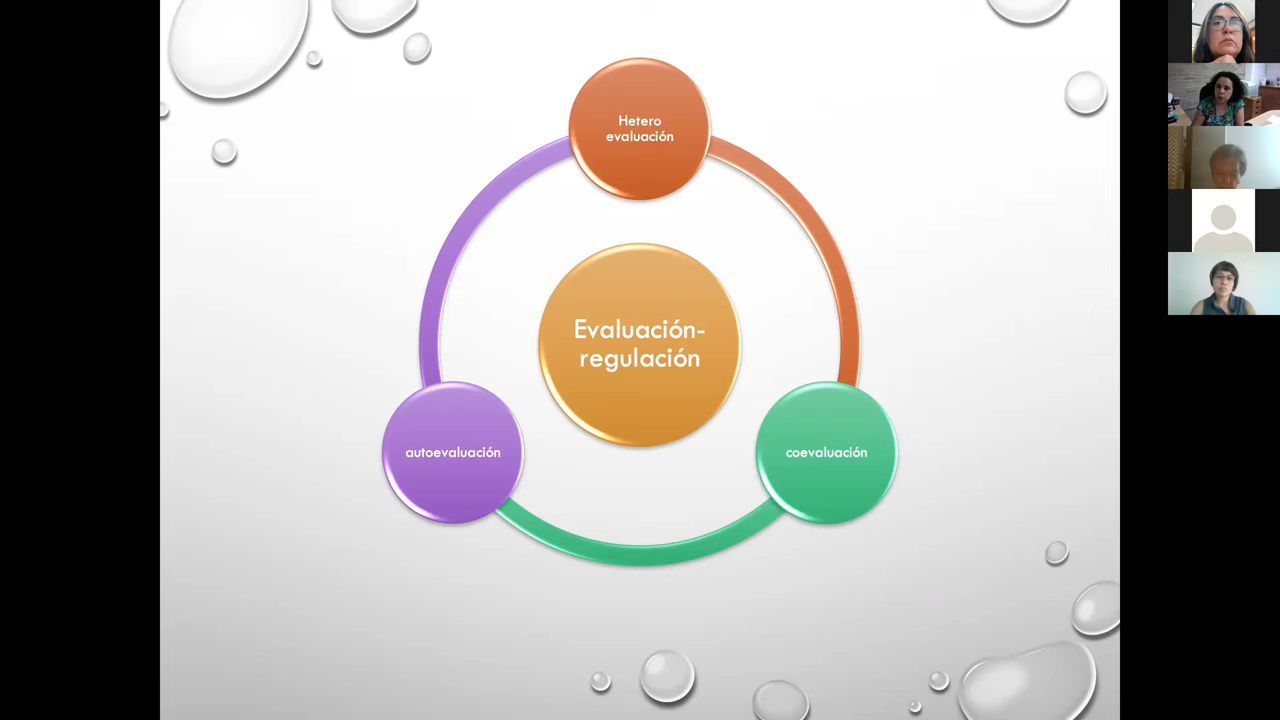 Hetero
evaluación
Evaluación-
regulación
autoevaluación
coevaluación